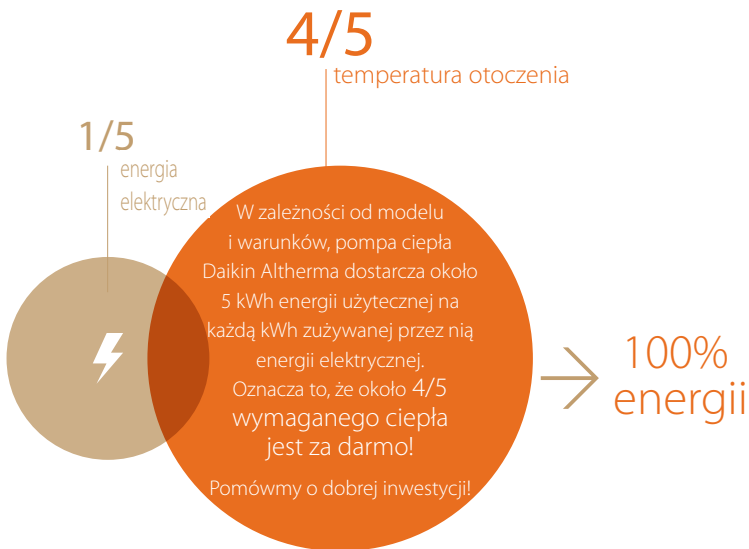 4/5
temperatura otoczenia
1/5
energia
elektryczna
W zależności od modelu
i warunków, pompa ciepła
Daikin Altherma dostarcza około
5 kWh energii użytecznej na
każdą kWh zużywanej przez nią
energii elektrycznej.
Oznacza to, że około 4/5
wymaganego ciepła
jest za darmo!
Pomówmy o dobrej inwestycji!
100%
energii